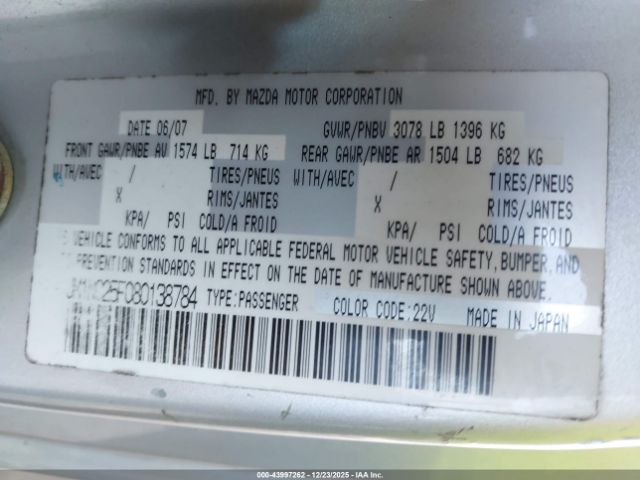 MFD. BY MAZDA MOTOR CORPORATION
DATE 06/07 GVWR/PNBV 3078 LB 1396 KG
FRONT GAWR/PNBE AV 1574 LB 714 KG REAR GAWR/PNBE AR 1504 LB 682 KG
WITH/AVEC / TIRES/PNEUS WITH/AVEC / TIRES/PNEUS
X RIMS/JANTES X RIMS/JANTES
KPA/ PSI COLD/A FROID KPA/ PSI COLD/A FROID
VEHICLE CONFORMS TO ALL APPLICABLE FEDERAL MOTOR VEHICLE SAFETY, BUMPER, AND
PREVENTION STANDARDS IN EFFECT ON THE DATE OF MANUFACTURE SHOWN ABOVE.
JM1NC25F080138784 TYPE:PASSENGER COLOR CODE:22V MADE IN JAPAN
000-43997262 - 12/23/2025 - Copyright © IAA, Inc.